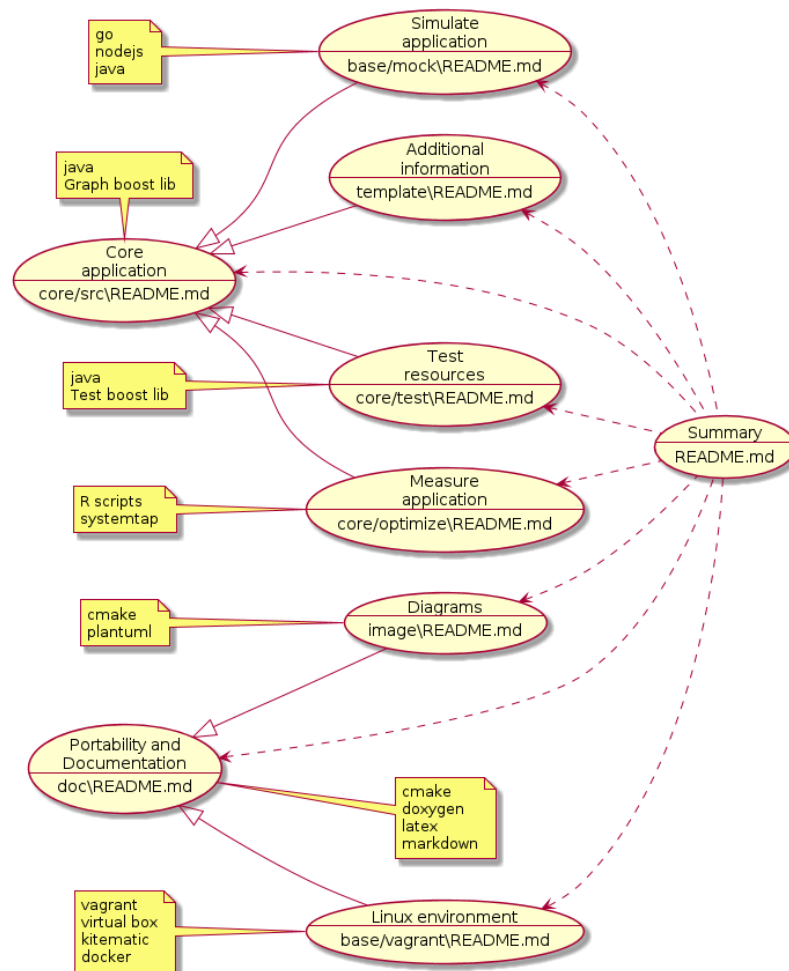 go
nodejs
java
Simulate
application
base/mock\README.md
java
Graph boost lib
Additional
information
template\README.md
Core
application
core/src\README.md
java
Test boost lib
Test
resources
core/test\README.md
Summary
README.md
R scripts
systemtap
Measure
application
core/optimize\README.md
cmake
plantuml
Diagrams
image\README.md
Portability and
Documentation
doc\README.md
cmake
doxygen
latex
markdown
vagrant
virtual box
kitematic
docker
Linux environment
base/vagrant\README.md